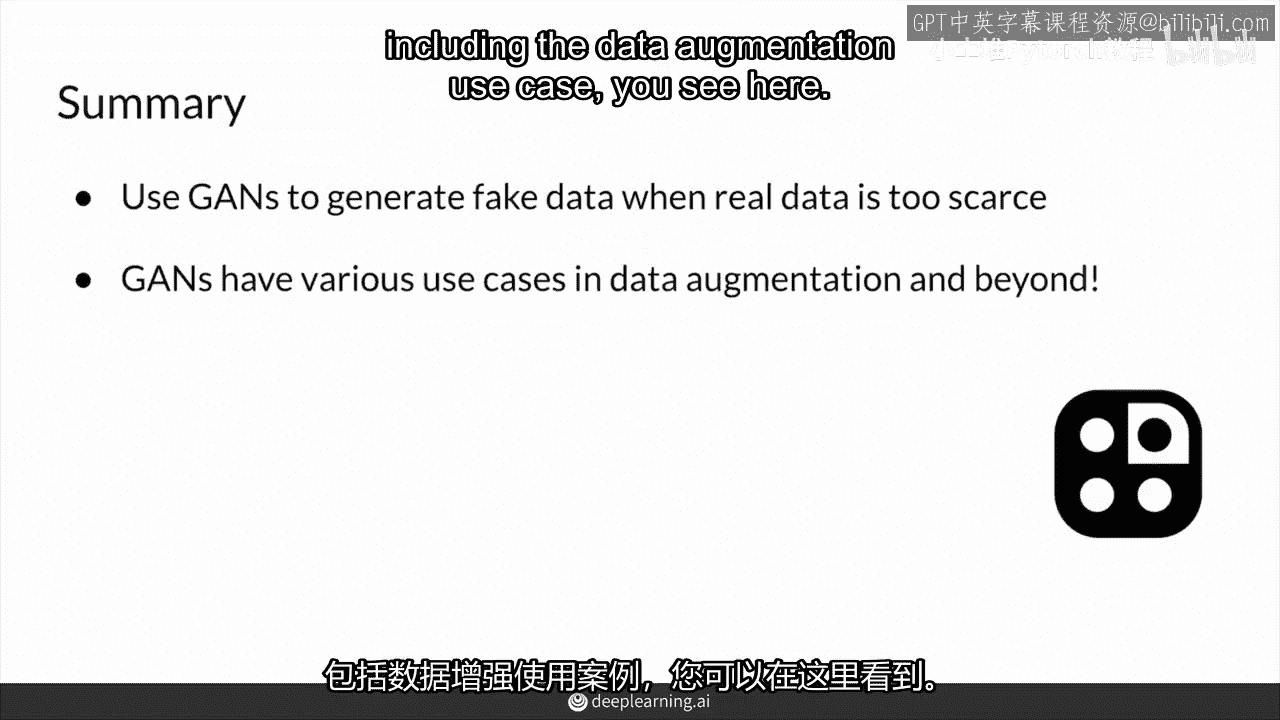 GPT中英字幕课程资源@bilibili.com
including the data augmentation
use case, you see here.
Summary
● Use GANs to generate fake data when real data is too scarce
● GANs have various use cases in data augmentation and beyond!
包括数据增强使用案例，您可以在这里看到。
deeplearning.ai